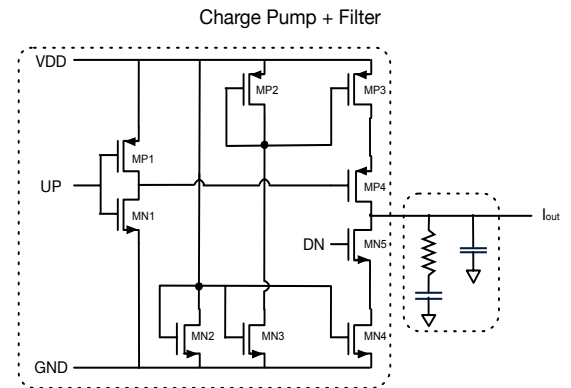 Charge Pump + Filter
VDD
MP2
MP3
MP1
UP
MP4
MN1
Iout
DN
MN5
MN2
MN3
MN4
GND